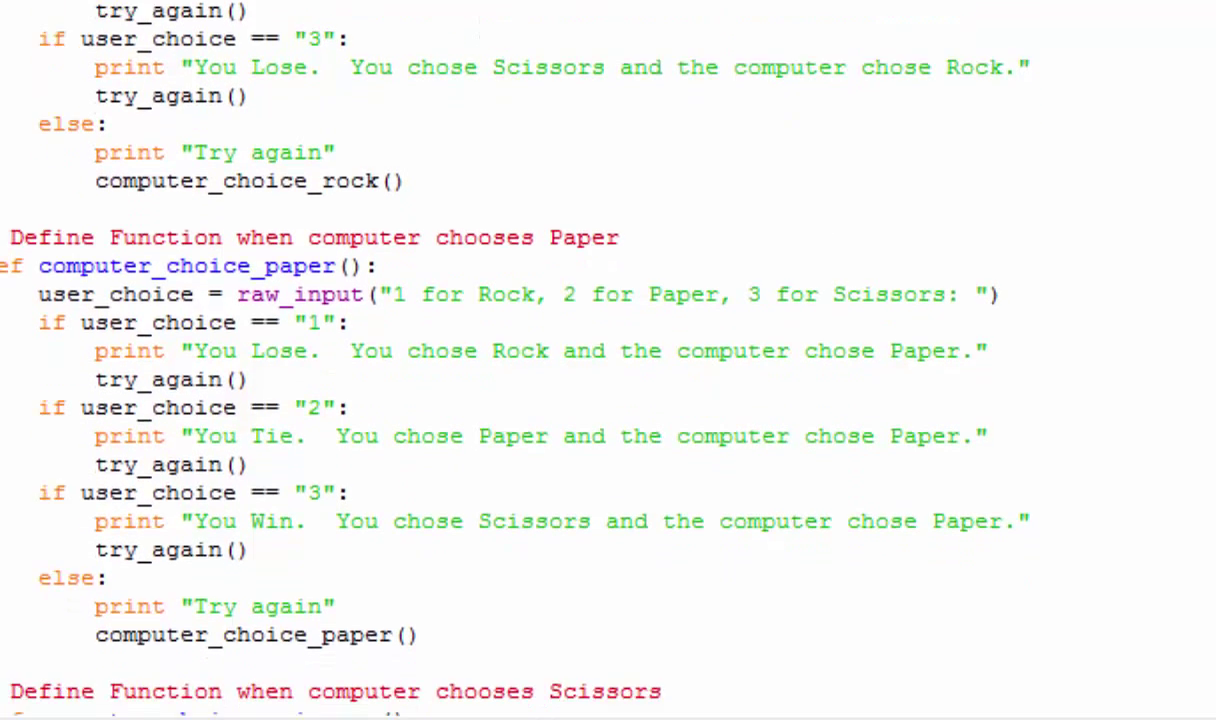 try_again()
if user_choice == "3":
print "You Lose.  You chose Scissors and the computer chose Rock."
try_again()
else:
print "Try again"
computer_choice_rock()
Define Function when computer chooses Paper
ef computer_choice_paper():
user_choice = raw_input("1 for Rock, 2 for Paper, 3 for Scissors: ")
if user_choice == "1":
print "You Lose.  You chose Rock and the computer chose Paper."
try_again()
if user_choice == "2":
print "You Tie.  You chose Paper and the computer chose Paper."
try_again()
if user_choice == "3":
print "You Win.  You chose Scissors and the computer chose Paper."
try_again()
else:
print "Try again"
computer_choice_paper()
Define Function when computer chooses Scissors